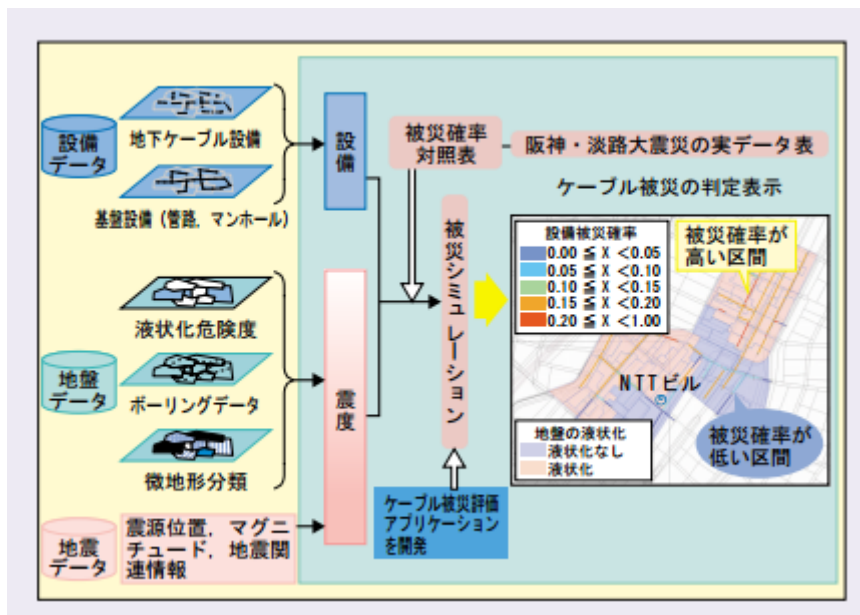 設備
データ
地下ケーブル設備
基盤設備（管路，マンホール）
設備
被災確率
対照表
阪神・淡路大震災の実データ表
ケーブル被災の判定表示
液状化危険度
地盤
データ
ボーリングデータ
微地形分類
地震
データ
震源位置，マグニ
チュード，地震関
連情報
震度
被災シミュレーション
ケーブル被災評価
アプリケーション
を開発
設備被災確率
0.00 ≦ X ＜0.05
0.05 ≦ X ＜0.10
0.10 ≦ X ＜0.15
0.15 ≦ X ＜0.20
0.20 ≦ X ＜1.00
被災確率が
高い区間
NTTビル
地盤の液状化
液状化なし
液状化
被災確率が
低い区間